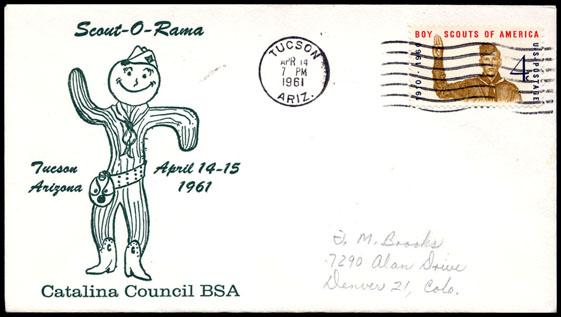 Scout-O-Rama
Tucson April 14-15
Arizona 1961
Catalina Council BSA
TUCSON
APR 14
7 PM
1961
ARIZ.
BOY SCOUTS OF AMERICA
1910·1960
4¢
U·S·POSTAGE
F. M. Brooks
7290 Alan Drive
Denver 21, Colo.